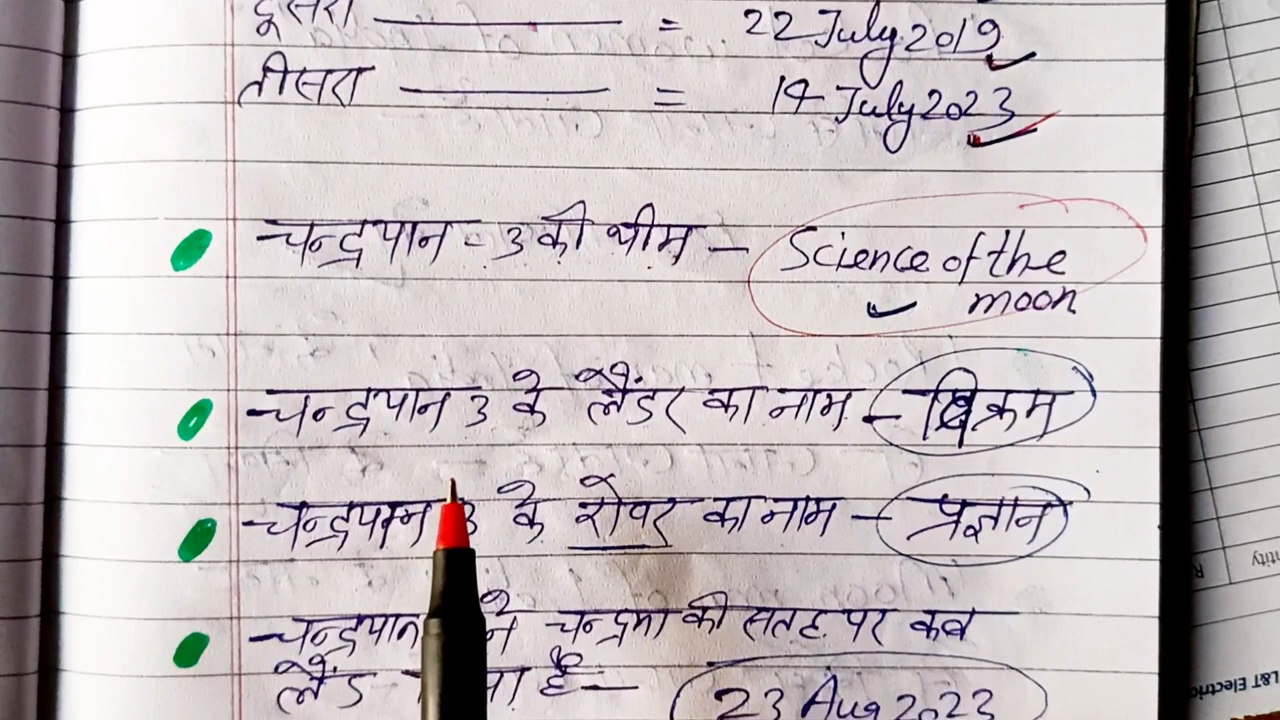 दूसरा = 22 July 2019
तीसरा = 14 July 2023
चन्द्रयान - 3 की थीम - Science of the
moon
चन्द्रयान 3 के लैंडर का नाम - विक्रम
चन्द्रयान 3 के रोवर का नाम - प्रज्ञान
चन्द्रयान ने चन्द्रमा की सतह पर कब
लैंड है - 23 Aug 2023
L&T Electric